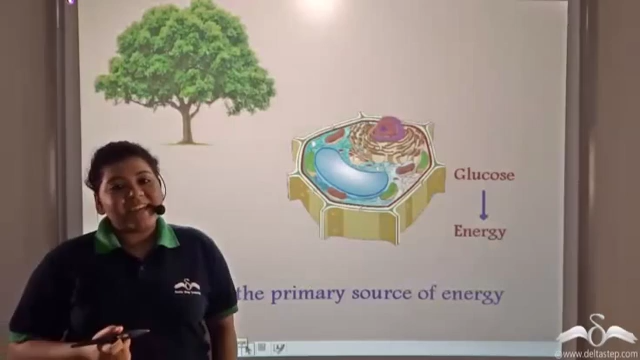 Glucose
Energy
the primary source of energy
www.deltastep.com